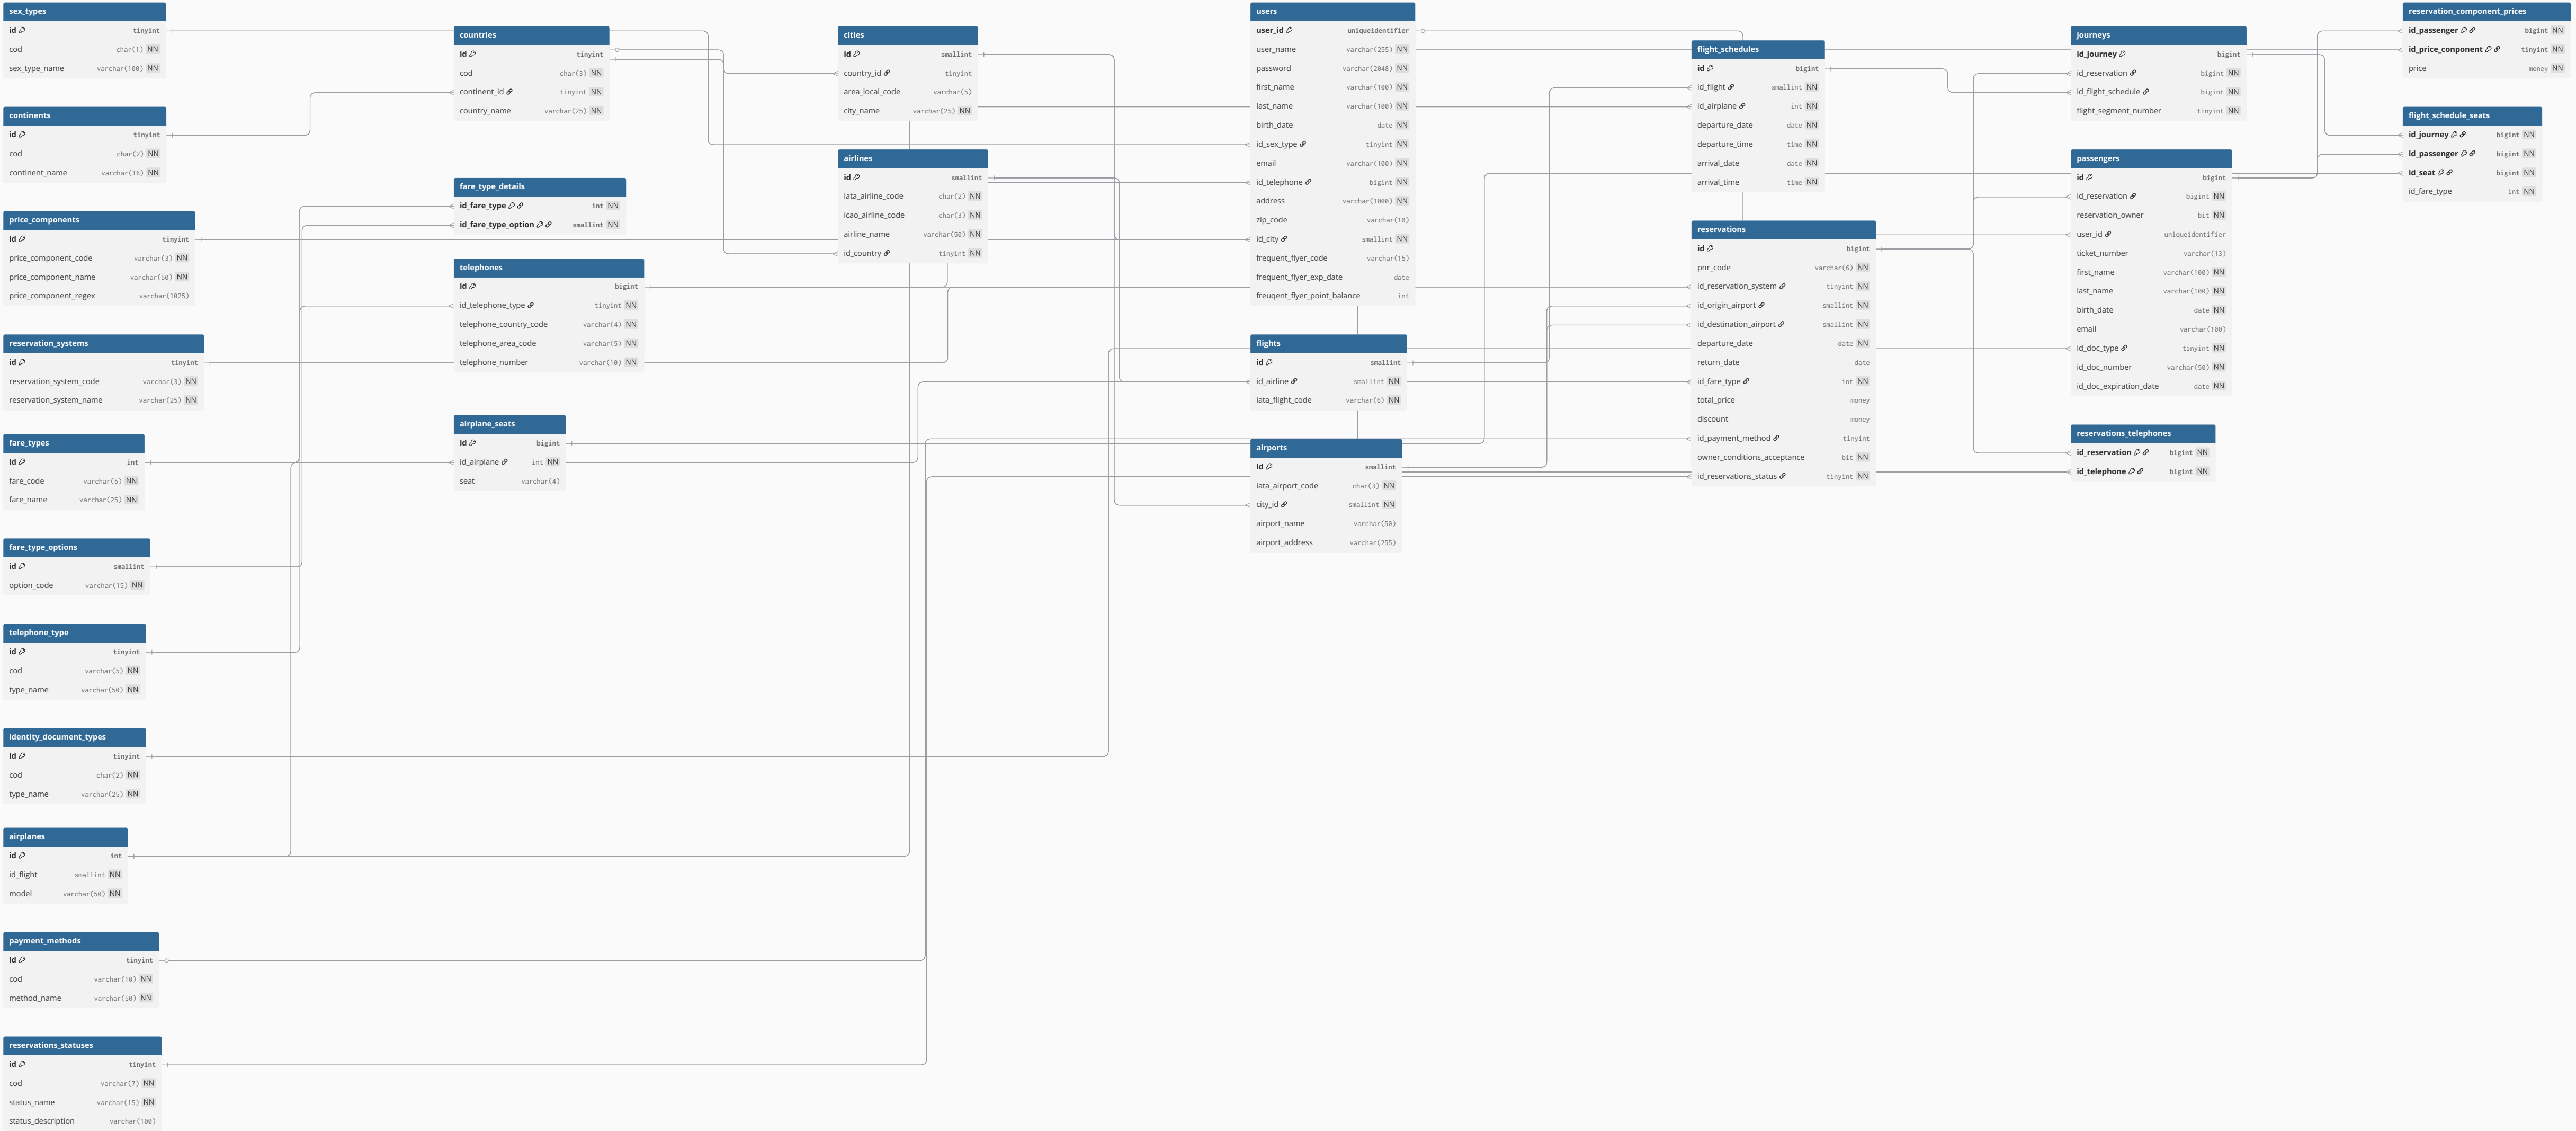 sex_types
id tinyint
cod char(1) NN
sex_type_name varchar(100) NN
continents
id tinyint
cod char(2) NN
continent_name varchar(16) NN
price_components
id tinyint
price_component_code varchar(3) NN
price_component_name varchar(50) NN
price_component_regex varchar(1025)
reservation_systems
id tinyint
reservation_system_code varchar(3) NN
reservation_system_name varchar(25) NN
fare_types
id int
fare_code varchar(5) NN
fare_name varchar(25) NN
fare_type_options
id smallint
option_code varchar(15) NN
telephone_type
id tinyint
cod varchar(5) NN
type_name varchar(50) NN
identity_document_types
id tinyint
cod char(2) NN
type_name varchar(25) NN
airplanes
id int
id_flight smallint NN
model varchar(50) NN
payment_methods
id tinyint
cod varchar(10) NN
method_name varchar(50) NN
reservations_statuses
id tinyint
cod varchar(7) NN
status_name varchar(15) NN
status_description varchar(100)
countries
id tinyint
cod char(3) NN
continent_id tinyint NN
country_name varchar(25) NN
fare_type_details
id_fare_type int NN
id_fare_type_option smallint NN
telephones
id bigint
id_telephone_type tinyint NN
telephone_country_code varchar(4) NN
telephone_area_code varchar(5) NN
telephone_number varchar(10) NN
airplane_seats
id bigint
id_airplane int NN
seat varchar(4)
cities
id smallint
country_id tinyint
area_local_code varchar(5)
city_name varchar(25) NN
airlines
id smallint
iata_airline_code char(2) NN
icao_airline_code char(3) NN
airline_name varchar(50) NN
id_country tinyint NN
users
user_id uniqueidentifier
user_name varchar(255) NN
password varchar(2048) NN
first_name varchar(100) NN
last_name varchar(100) NN
birth_date date NN
id_sex_type tinyint NN
email varchar(100) NN
id_telephone bigint NN
address varchar(1000) NN
zip_code varchar(10)
id_city smallint NN
frequent_flyer_code varchar(15)
frequent_flyer_exp_date date
freuqent_flyer_point_balance int
flights
id smallint
id_airline smallint NN
iata_flight_code varchar(6) NN
airports
id smallint
iata_airport_code char(3) NN
city_id smallint NN
airport_name varchar(50)
airport_address varchar(255)
flight_schedules
id bigint
id_flight smallint NN
id_airplane int NN
departure_date date NN
departure_time time NN
arrival_date date NN
arrival_time time NN
reservations
id bigint
pnr_code varchar(6) NN
id_reservation_system tinyint NN
id_origin_airport smallint NN
id_destination_airport smallint NN
departure_date date NN
return_date date
id_fare_type int NN
total_price money
discount money
id_payment_method tinyint
owner_conditions_acceptance bit NN
id_reservations_status tinyint NN
journeys
id_journey bigint
id_reservation bigint NN
id_flight_schedule bigint NN
flight_segment_number tinyint NN
passengers
id bigint
id_reservation bigint NN
reservation_owner bit NN
user_id uniqueidentifier
ticket_number varchar(13)
first_name varchar(100) NN
last_name varchar(100) NN
birth_date date NN
email varchar(100)
id_doc_type tinyint NN
id_doc_number varchar(50) NN
id_doc_expiration_date date NN
reservations_telephones
id_reservation bigint NN
id_telephone bigint NN
reservation_component_prices
id_passenger bigint NN
id_price_conponent tinyint NN
price money NN
flight_schedule_seats
id_journey bigint NN
id_passenger bigint NN
id_seat bigint NN
id_fare_type int NN